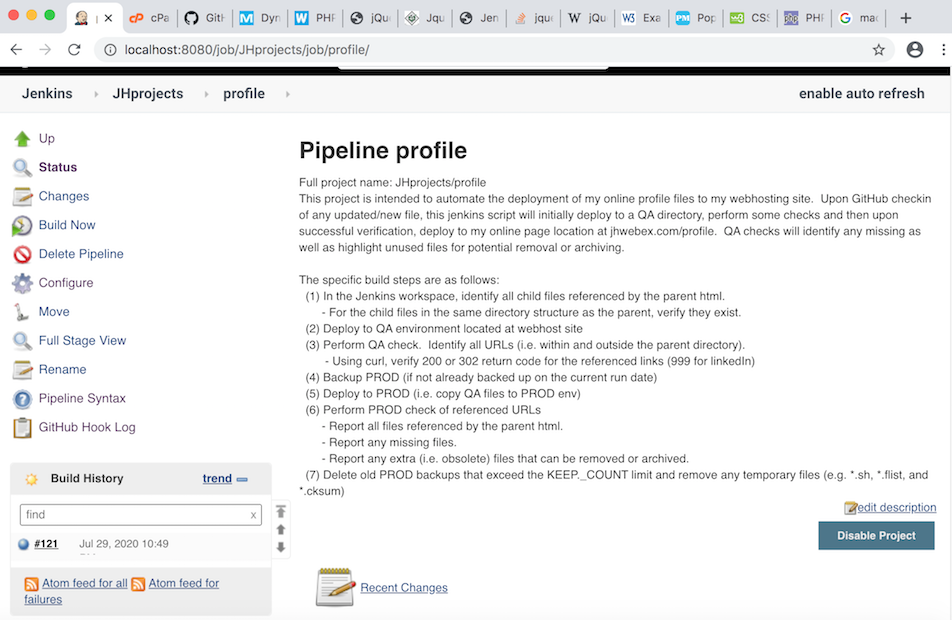 cPa
GitH
Dyn
PHP
jQu
Jqu
Jen
jque
jQu
Exa
Pop
CSS
PHP
mac
localhost:8080/job/JHprojects/job/profile/
Jenkins
JHprojects
profile
enable auto refresh
Up
Status
Changes
Build Now
Delete Pipeline
Configure
Move
Full Stage View
Rename
Pipeline Syntax
GitHub Hook Log
Build History
trend
find
x
#121
Jul 29, 2020 10:49
Atom feed for all
Atom feed for
failures
Pipeline profile
Full project name: JHprojects/profile
This project is intended to automate the deployment of my online profile files to my webhosting site. Upon GitHub checkin
of any updated/new file, this jenkins script will initially deploy to a QA directory, perform some checks and then upon
successful verification, deploy to my online page location at jhwebex.com/profile. QA checks will identify any missing as
well as highlight unused files for potential removal or archiving.
The specific build steps are as follows:
(1) In the Jenkins workspace, identify all child files referenced by the parent html.
- For the child files in the same directory structure as the parent, verify they exist.
(2) Deploy to QA environment located at webhost site
(3) Perform QA check. Identify all URLs (i.e. within and outside the parent directory).
- Using curl, verify 200 or 302 return code for the referenced links (999 for linkedIn)
(4) Backup PROD (if not already backed up on the current run date)
(5) Deploy to PROD (i.e. copy QA files to PROD env)
(6) Perform PROD check of referenced URLs
- Report all files referenced by the parent html.
- Report any missing files.
- Report any extra (i.e. obsolete) files that can be removed or archived.
(7) Delete old PROD backups that exceed the KEEP._COUNT limit and remove any temporary files (e.g. *.sh, *.flist, and
*.cksum)
edit description
Disable Project
Recent Changes